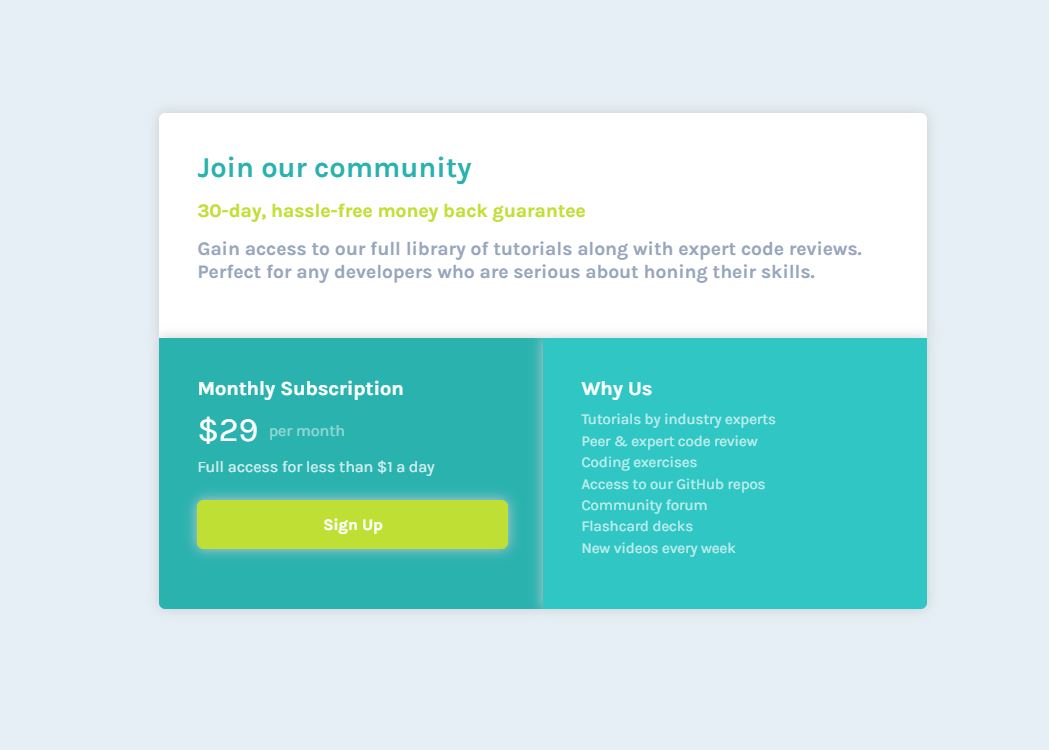 Join our community
30-day, hassle-free money back guarantee
Gain access to our full library of tutorials along with expert code reviews.
Perfect for any developers who are serious about honing their skills.
Monthly Subscription
$29 per month
Full access for less than $1 a day
Sign Up
Why Us
Tutorials by industry experts
Peer & expert code review
Coding exercises
Access to our GitHub repos
Community forum
Flashcard decks
New videos every week